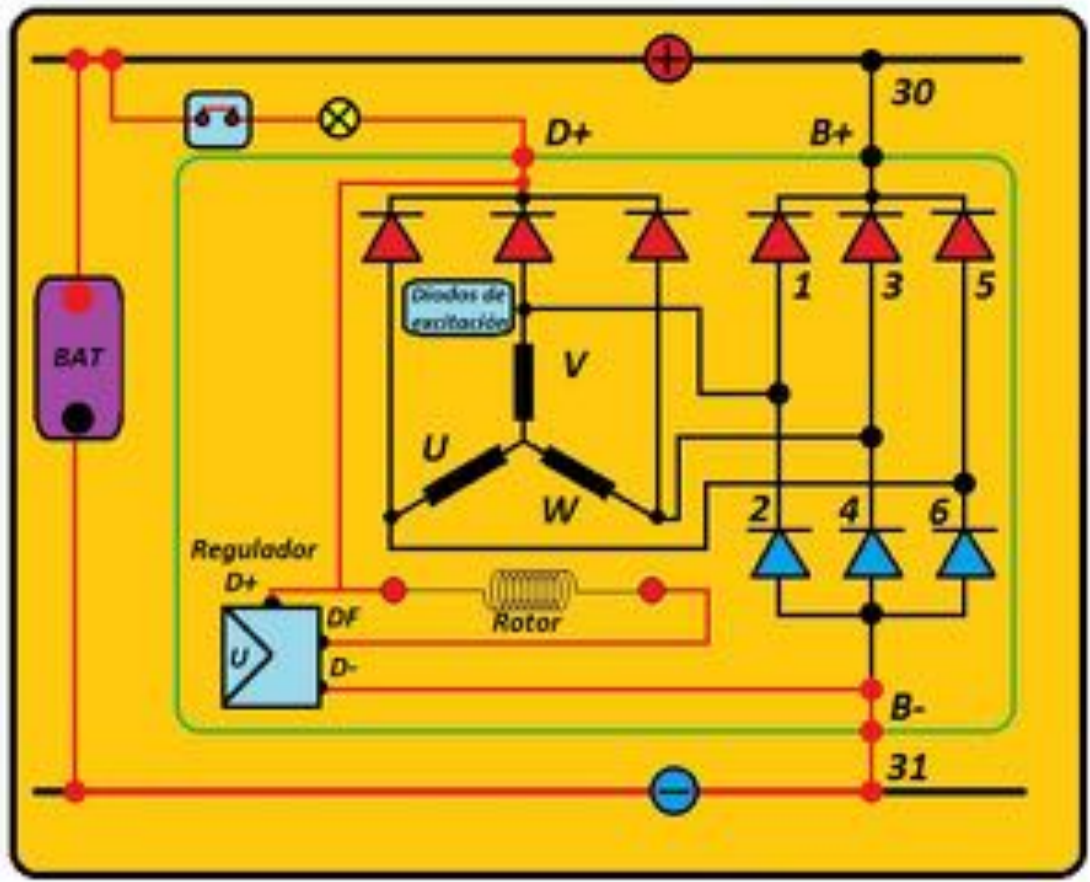 30
D+
B+
1
3
5
Diodos de
excitación
V
BAT
U
W
2
4
6
Regulador
D+
DF
Rotor
U
D-
B-
31